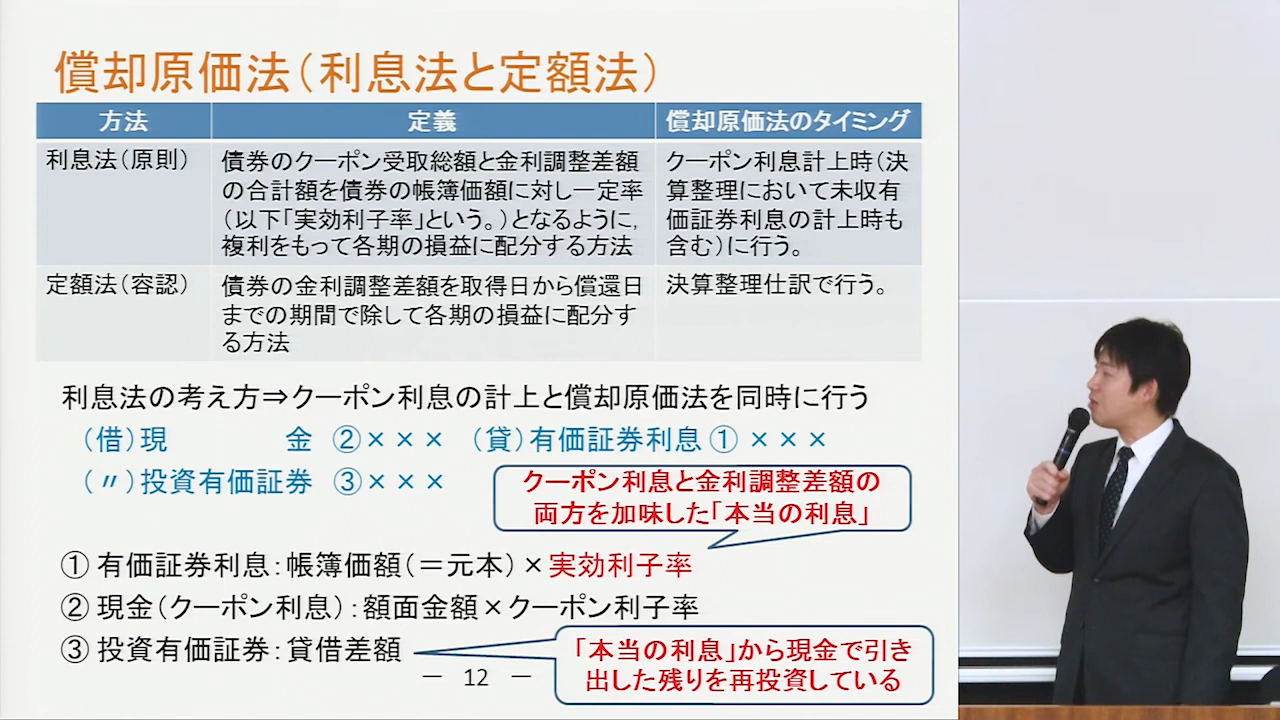 償却原価法(利息法と定額法)
方法 定義 償却原価法のタイミング
利息法(原則)
債券のクーポン受取総額と金利調整差額
の合計額を債券の帳簿価額に対し一定率
(以下「実効利子率」という。)となるように,
複利をもって各期の損益に配分する方法
クーポン利息計上時(決
算整理において未収有
価証券利息の計上時も
含む)に行う。
定額法(容認)
債券の金利調整差額を取得日から償還日
までの期間で除して各期の損益に配分す
る方法
決算整理仕訳で行う。
利息法の考え方⇒クーポン利息の計上と償却原価法を同時に行う
(借)現 金 ②××× (貸)有価証券利息 ① ×××
(〃)投資有価証券 ③×××
クーポン利息と金利調整差額の
両方を加味した「本当の利息」
① 有価証券利息:帳簿価額(=元本)×実効利子率
② 現金(クーポン利息):額面金額×クーポン利子率
③ 投資有価証券:貸借差額
「本当の利息」から現金で引き
出した残りを再投資している
― 12 ―